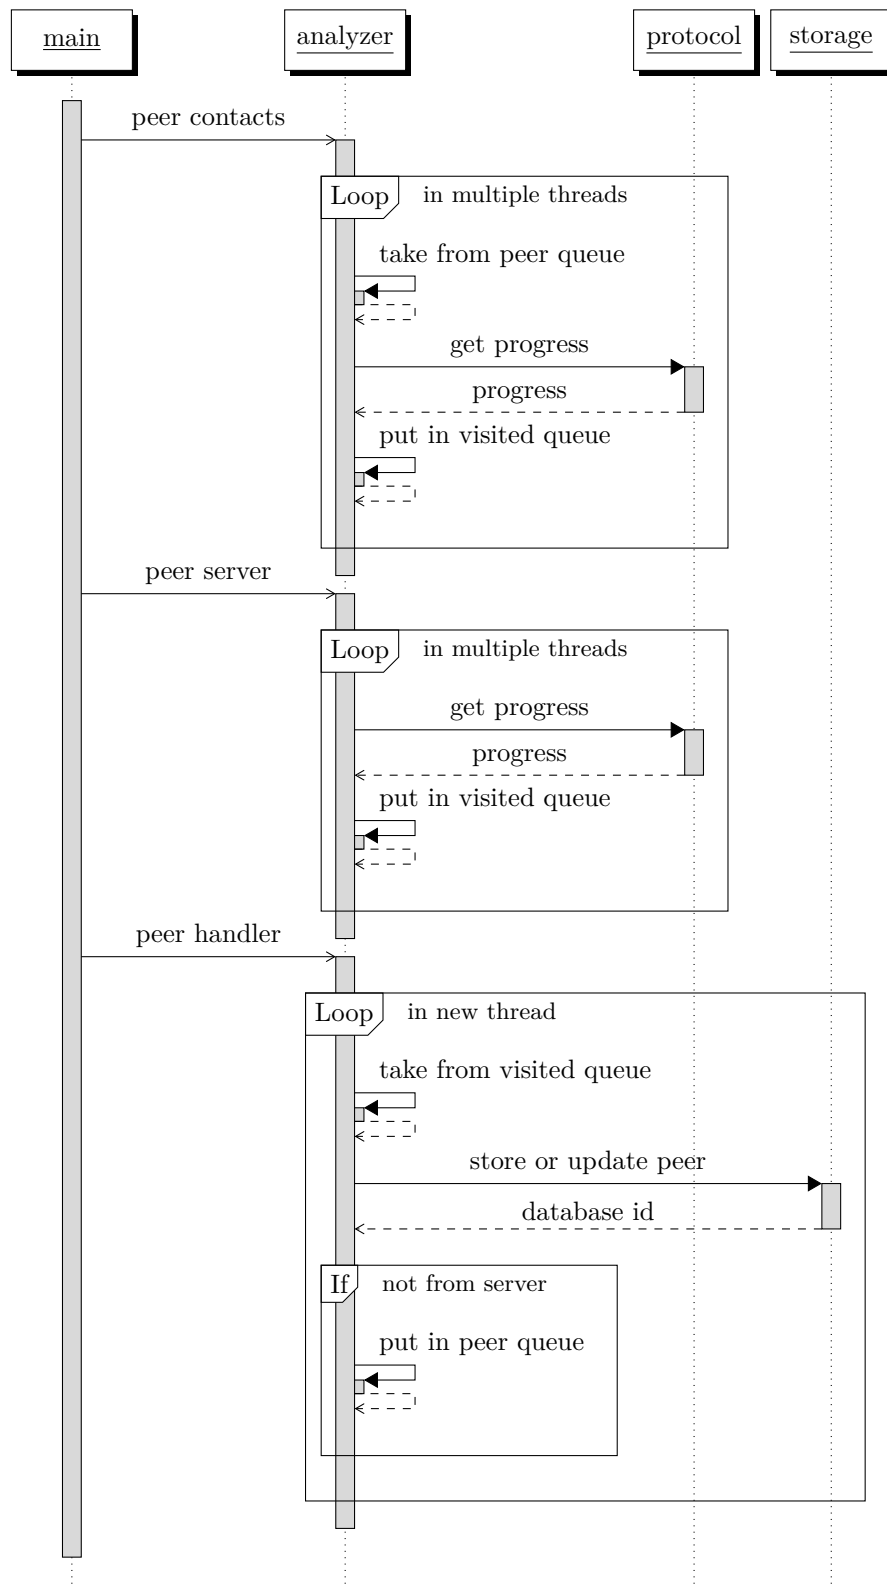 main
analyzer
protocol
storage
peer contacts
Loop
in multiple threads
take from peer queue
get progress
progress
put in visited queue
peer server
Loop
in multiple threads
get progress
progress
put in visited queue
peer handler
Loop
in new thread
take from visited queue
store or update peer
database id
If
not from server
put in peer queue